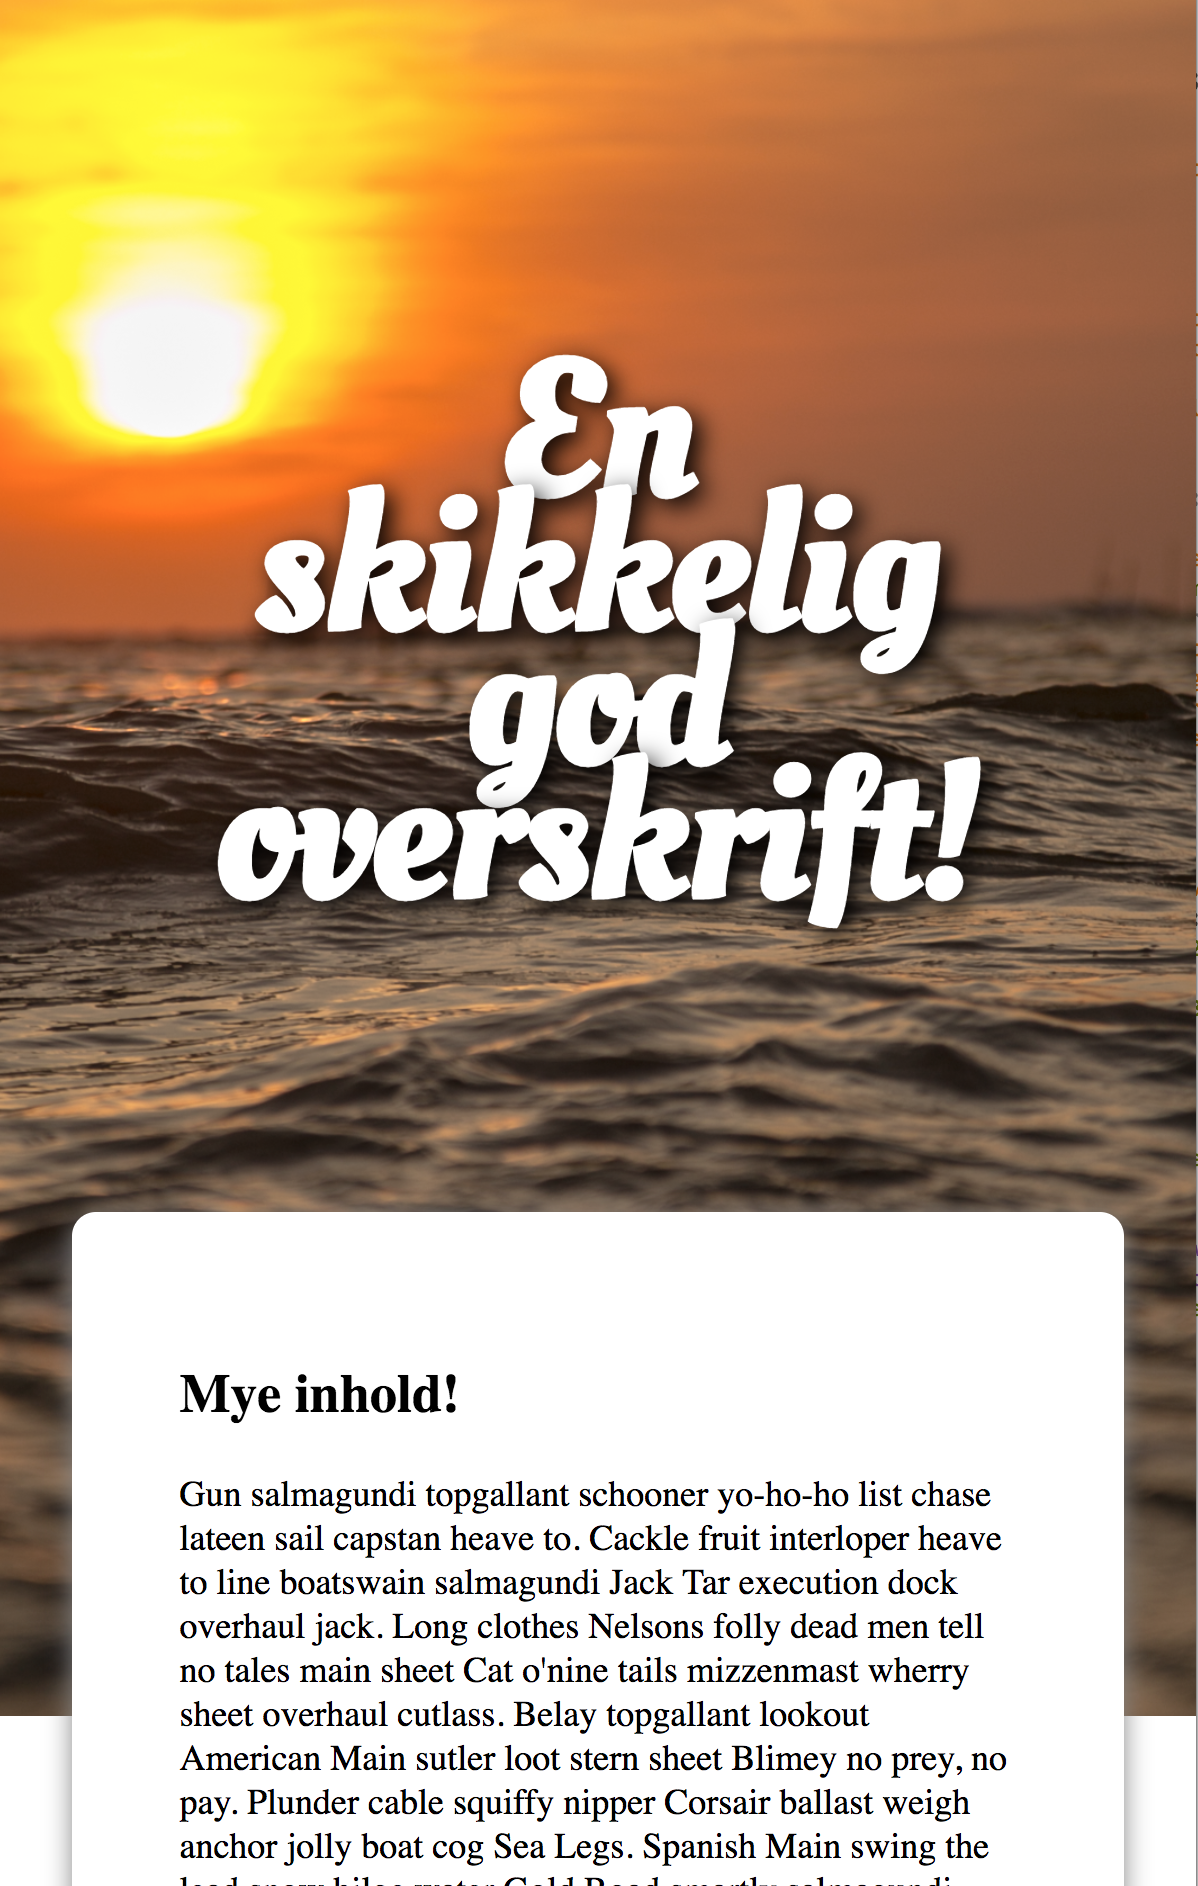 En
skikkelig
god
overskrift!
Mye inhold!
Gun salmagundi topgallant schooner yo-ho-ho list chase
lateen sail capstan heave to. Cackle fruit interloper heave
to line boatswain salmagundi Jack Tar execution dock
overhaul jack. Long clothes Nelsons folly dead men tell
no tales main sheet Cat o'nine tails mizzenmast wherry
sheet overhaul cutlass. Belay topgallant lookout
American Main sutler loot stern sheet Blimey no prey, no
pay. Plunder cable squiffy nipper Corsair ballast weigh
anchor jolly boat cog Sea Legs. Spanish Main swing the